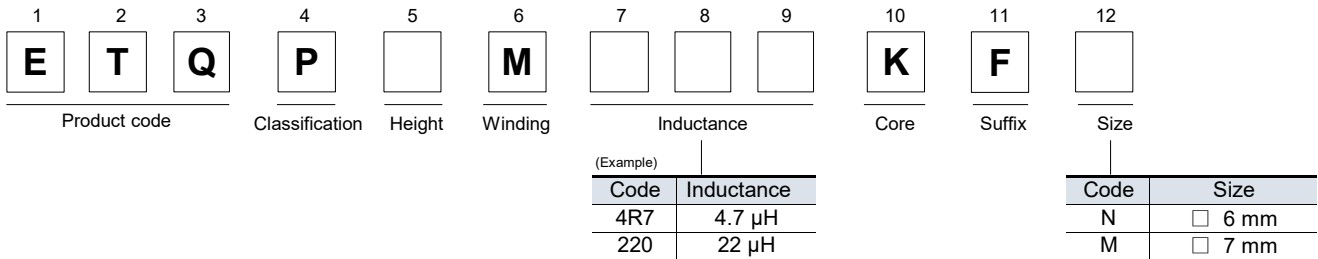 1 2 3 4 5 6 7 8 9 10 11 12
E T Q P M K F
Product code Classification Height Winding Inductance Core Suffix Size
(Example)
Code Inductance
4R7 4.7 µH
220 22 µH
Code Size
N □ 6 mm
M □ 7 mm